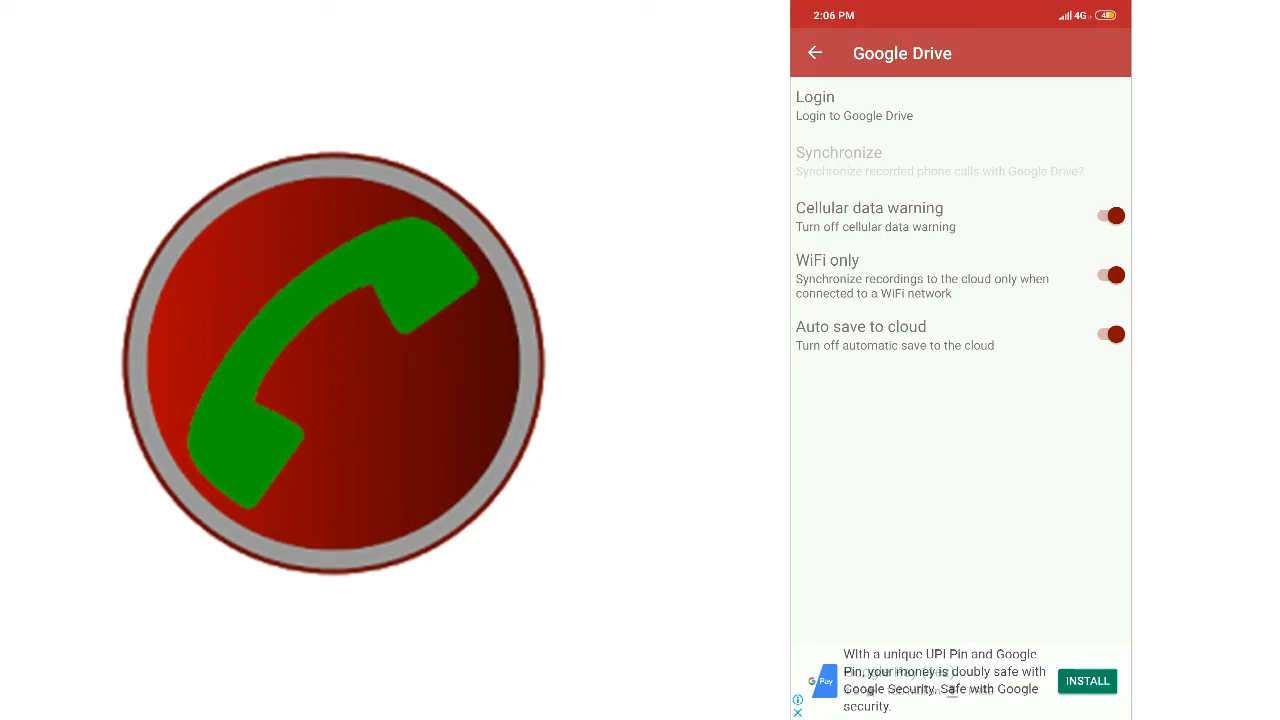 2:06 PM
4G
Google Drive
Login
Login to Google Drive
Synchronize
Synchronize recorded phone calls with Google Drive?
Cellular data warning
Turn off cellular data warning
WiFi only
Synchronize recordings to the cloud only when
connected to a WiFi network
Auto save to cloud
Turn off automatic save to the cloud
With a unique UPI Pin and Google
Pin, your money is doubly safe with
Google security. Safe with Google
security.
G Pay
INSTALL